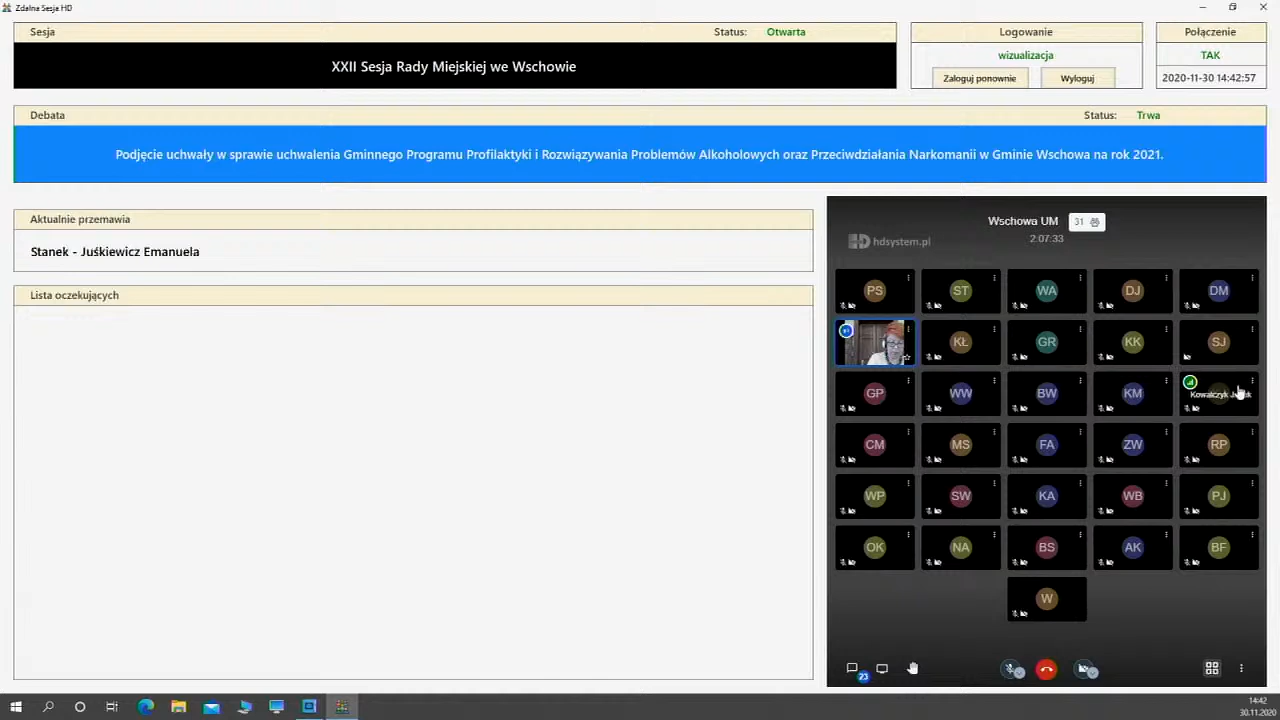 Zdalna Sesja HD
Sesja
Status: Otwarta
XXII Sesja Rady Miejskiej we Wschowie
Logowanie
wizualizacja
Zaloguj ponownie
Wyloguj
Połączenie
TAK
2020-11-30 14:42:57
Debata
Status: Trwa
Podjęcie uchwały w sprawie uchwalenia Gminnego Programu Profilaktyki i Rozwiązywania Problemów Alkoholowych oraz Przeciwdziałania Narkomanii w Gminie Wschowa na rok 2021.
Aktualnie przemawia
Stanek - Juśkiewicz Emanuela
Lista oczekujących
Wschowa UM 31
2:07:33
HD hdsystem.pl
PS ST WA DJ DM
KŁ GR KK SJ
GP WW BW KM Kowalczyk
CM MS FA ZW RP
WP SW KA WB PJ
OK NA BS AK BF
W
23
14:42
30.11.2020